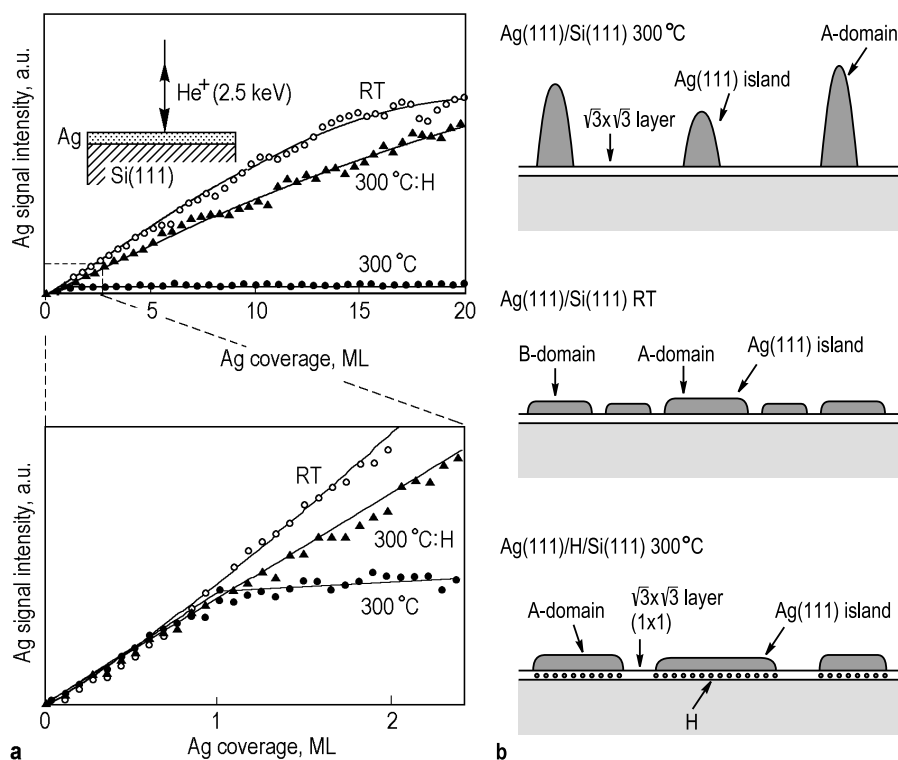 Ag signal intensity, a.u.
He⁺ (2.5 keV)
Ag
Si(111)
RT
300 °C:H
300 °C
0 5 10 15 20
Ag coverage, ML
Ag signal intensity, a.u.
RT
300 °C:H
300 °C
0 1 2
Ag coverage, ML
a
Ag(111)/Si(111) 300 °C
A-domain
Ag(111) island
√3x√3 layer
Ag(111)/Si(111) RT
B-domain
A-domain
Ag(111) island
Ag(111)/H/Si(111) 300 °C
A-domain
√3x√3 layer
(1x1)
Ag(111) island
H
b